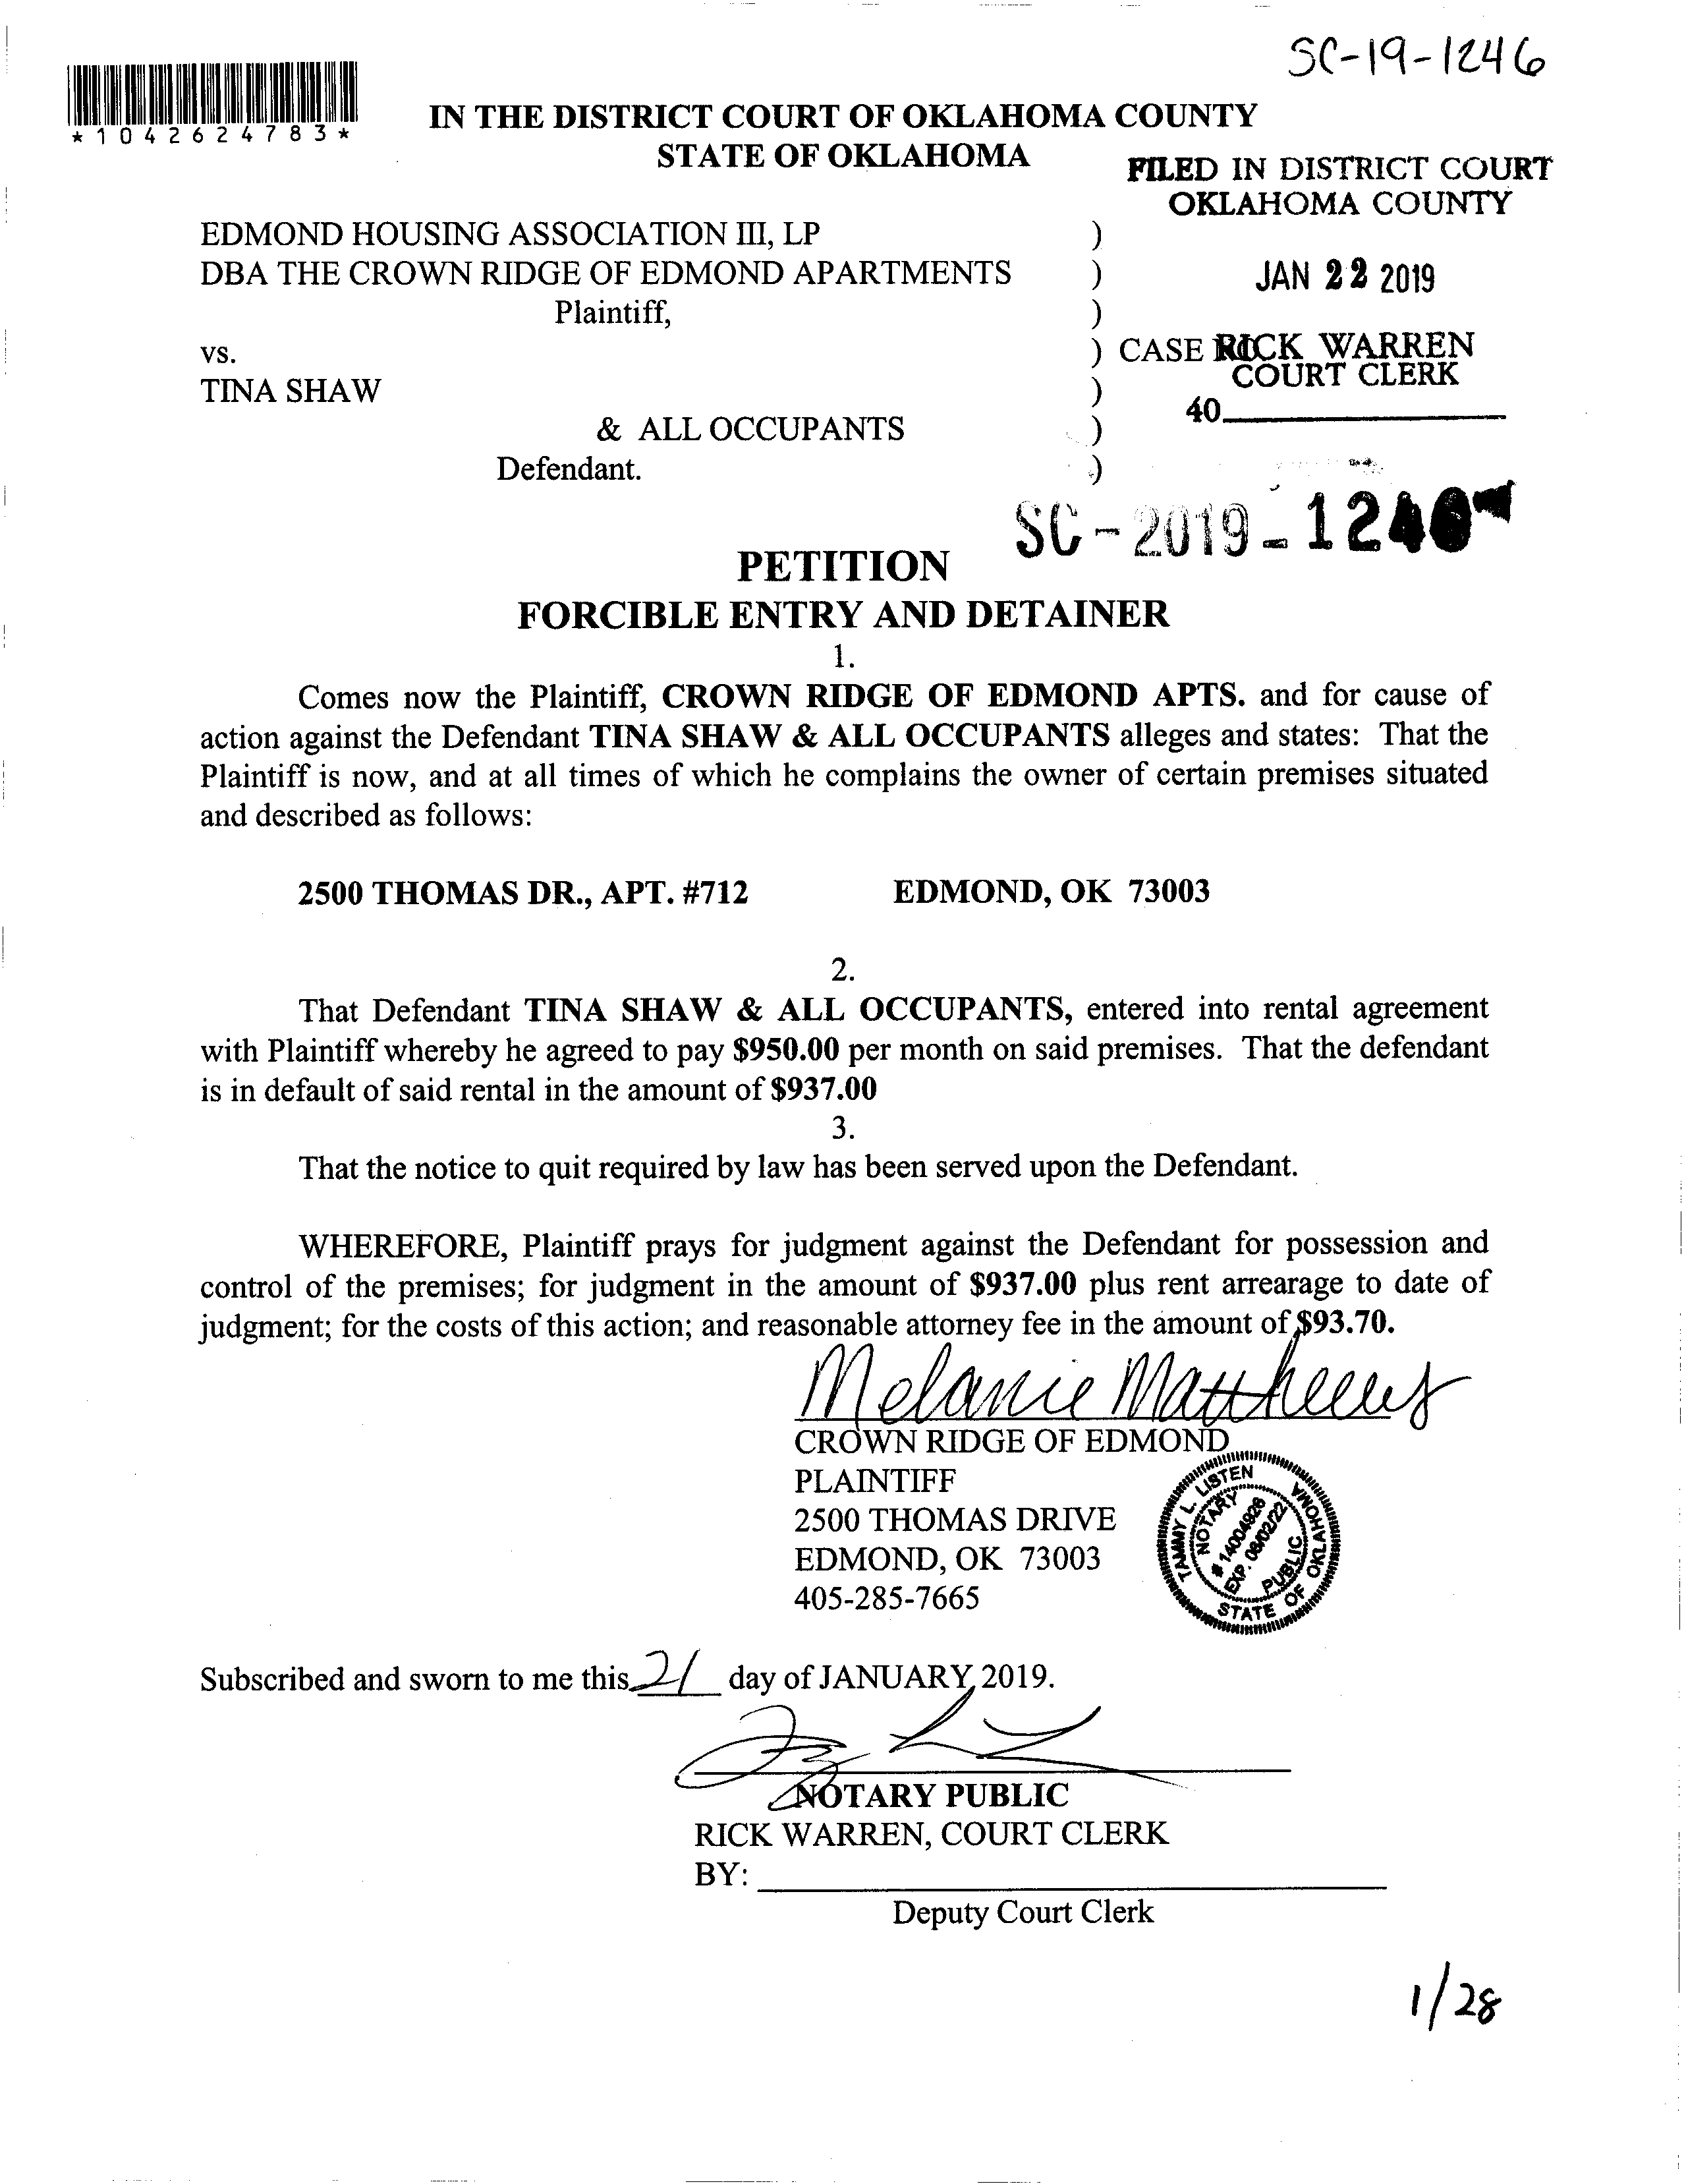 SC-19-1246
*1042624783*
IN THE DISTRICT COURT OF OKLAHOMA COUNTY
STATE OF OKLAHOMA
FILED IN DISTRICT COURT
OKLAHOMA COUNTY
EDMOND HOUSING ASSOCIATION III, LP )
DBA THE CROWN RIDGE OF EDMOND APARTMENTS )
JAN 22 2019
Plaintiff, )
vs. ) CASE RICK WARREN
COURT CLERK
TINA SHAW )
40
& ALL OCCUPANTS )
Defendant. )
SC-2019-1246
PETITION
FORCIBLE ENTRY AND DETAINER
1.
Comes now the Plaintiff, CROWN RIDGE OF EDMOND APTS. and for cause of
action against the Defendant TINA SHAW & ALL OCCUPANTS alleges and states: That the
Plaintiff is now, and at all times of which he complains the owner of certain premises situated
and described as follows:
2500 THOMAS DR., APT. #712 EDMOND, OK 73003
2.
That Defendant TINA SHAW & ALL OCCUPANTS, entered into rental agreement
with Plaintiff whereby he agreed to pay $950.00 per month on said premises. That the defendant
is in default of said rental in the amount of $937.00
3.
That the notice to quit required by law has been served upon the Defendant.
WHEREFORE, Plaintiff prays for judgment against the Defendant for possession and
control of the premises; for judgment in the amount of $937.00 plus rent arrearage to date of
judgment; for the costs of this action; and reasonable attorney fee in the amount of $93.70.
Melanie Matthews
CROWN RIDGE OF EDMOND
PLAINTIFF
2500 THOMAS DRIVE
EDMOND, OK 73003
405-285-7665
TAMMY L. LISTEN
NOTARY
# 14004926
EXP. 06/02/22
PUBLIC
STATE OF OKLAHOMA
Subscribed and sworn to me this 21 day of JANUARY 2019.
NOTARY PUBLIC
RICK WARREN, COURT CLERK
BY:
Deputy Court Clerk
1/28